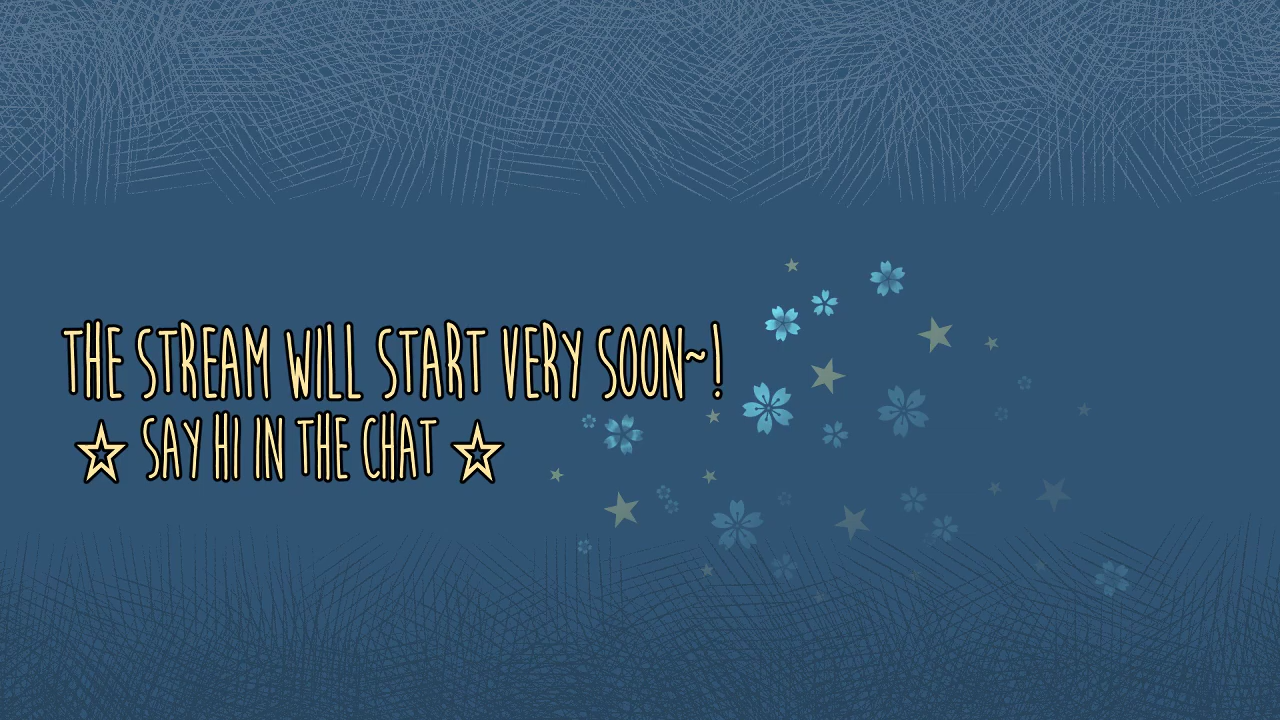 THE STREAM WILL START VERY SOON~!
☆ SAY HI IN THE CHAT ☆